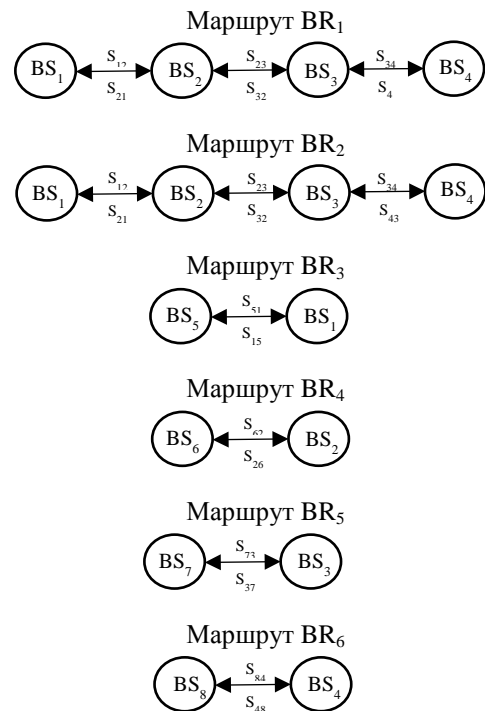 Маршрут BR₁
S₁₂ S₂₃ S₃₄
BS₁ BS₂ BS₃ BS₄
S₂₁ S₃₂ S₄
Маршрут BR₂
S₁₂ S₂₃ S₃₄
BS₁ BS₂ BS₃ BS₄
S₂₁ S₃₂ S₄₃
Маршрут BR₃
S₅₁
BS₅ BS₁
S₁₅
Маршрут BR₄
S₆₂
BS₆ BS₂
S₂₆
Маршрут BR₅
S₇₃
BS₇ BS₃
S₃₇
Маршрут BR₆
S₈₄
BS₈ BS₄
S₄₈